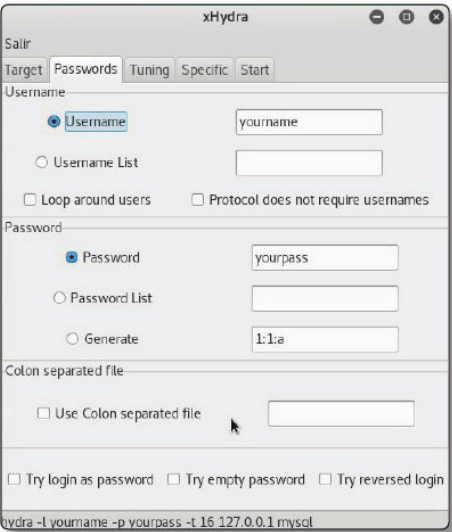 xHydra
Salir
Target Passwords Tuning Specific Start
Username
Username yourname
Username List
Loop around users Protocol does not require usernames
Password
Password yourpass
Password List
Generate 1:1:a
Colon separated file
Use Colon separated file
Try login as password Try empty password Try reversed login
hydra -l yourname -p yourpass -t 16 127.0.0.1 mysql